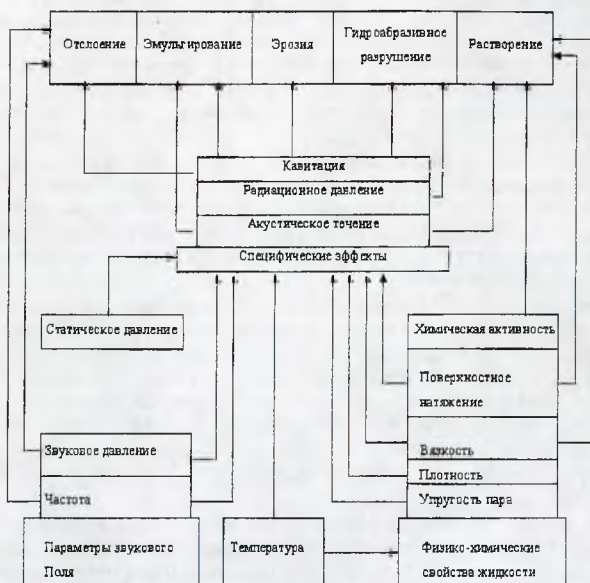 Отслоение
Эмульгирование
Эрозия
Гидроабразивное
разрушение
Растворение
Кавитация
Радиационное давление
Акустическое течение
Специфические эффекты
Статическое давление
Химическая активность
Поверхностное
натяжение
Звуковое давление
Вязкость
Плотность
Частота
Упругость пара
Параметры звукового
Поля
Температура
Физико-химические
свойства жидкости